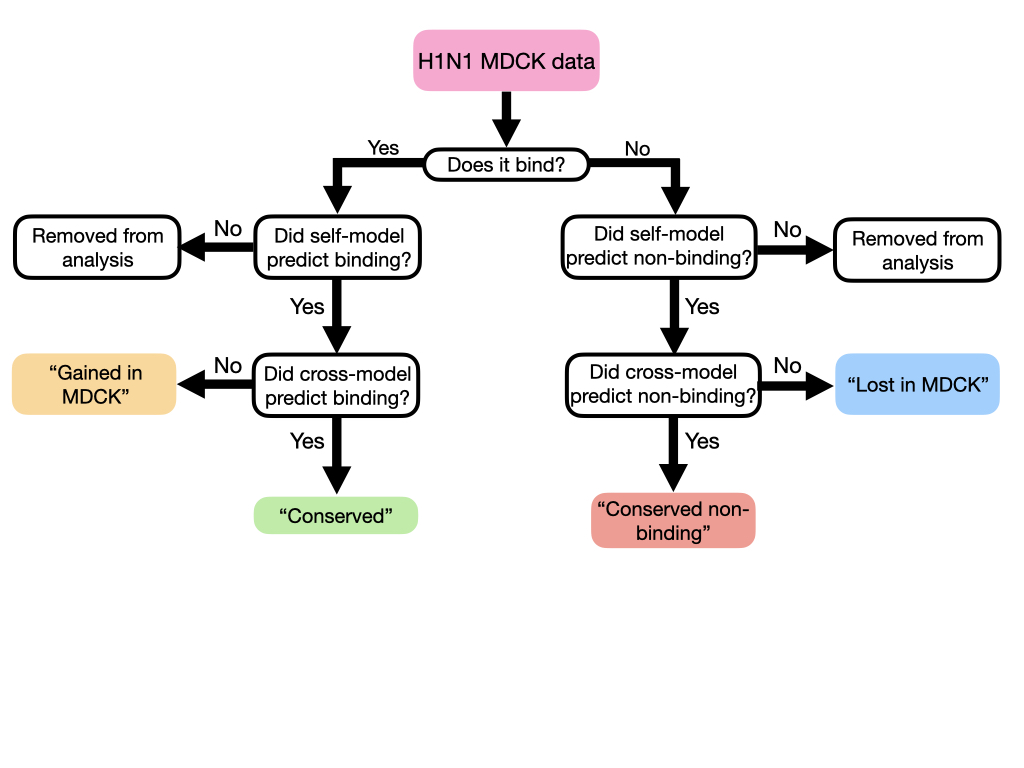 H1N1 MDCK data
Yes
No
Does it bind?
Removed from
analysis
No
Did self-model
predict binding?
Did self-model
predict non-binding?
No
Removed from
analysis
Yes
Yes
“Gained in
MDCK”
No
Did cross-model
predict binding?
Did cross-model
predict non-binding?
No
“Lost in MDCK”
Yes
Yes
“Conserved”
“Conserved non-
binding”